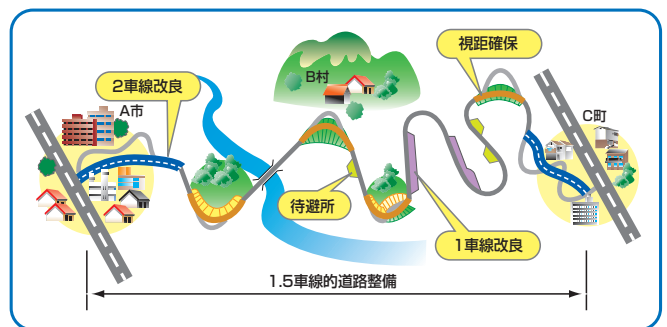 視距確保
B村
2車線改良
A市
C町
待避所
1車線改良
1.5車線的道路整備